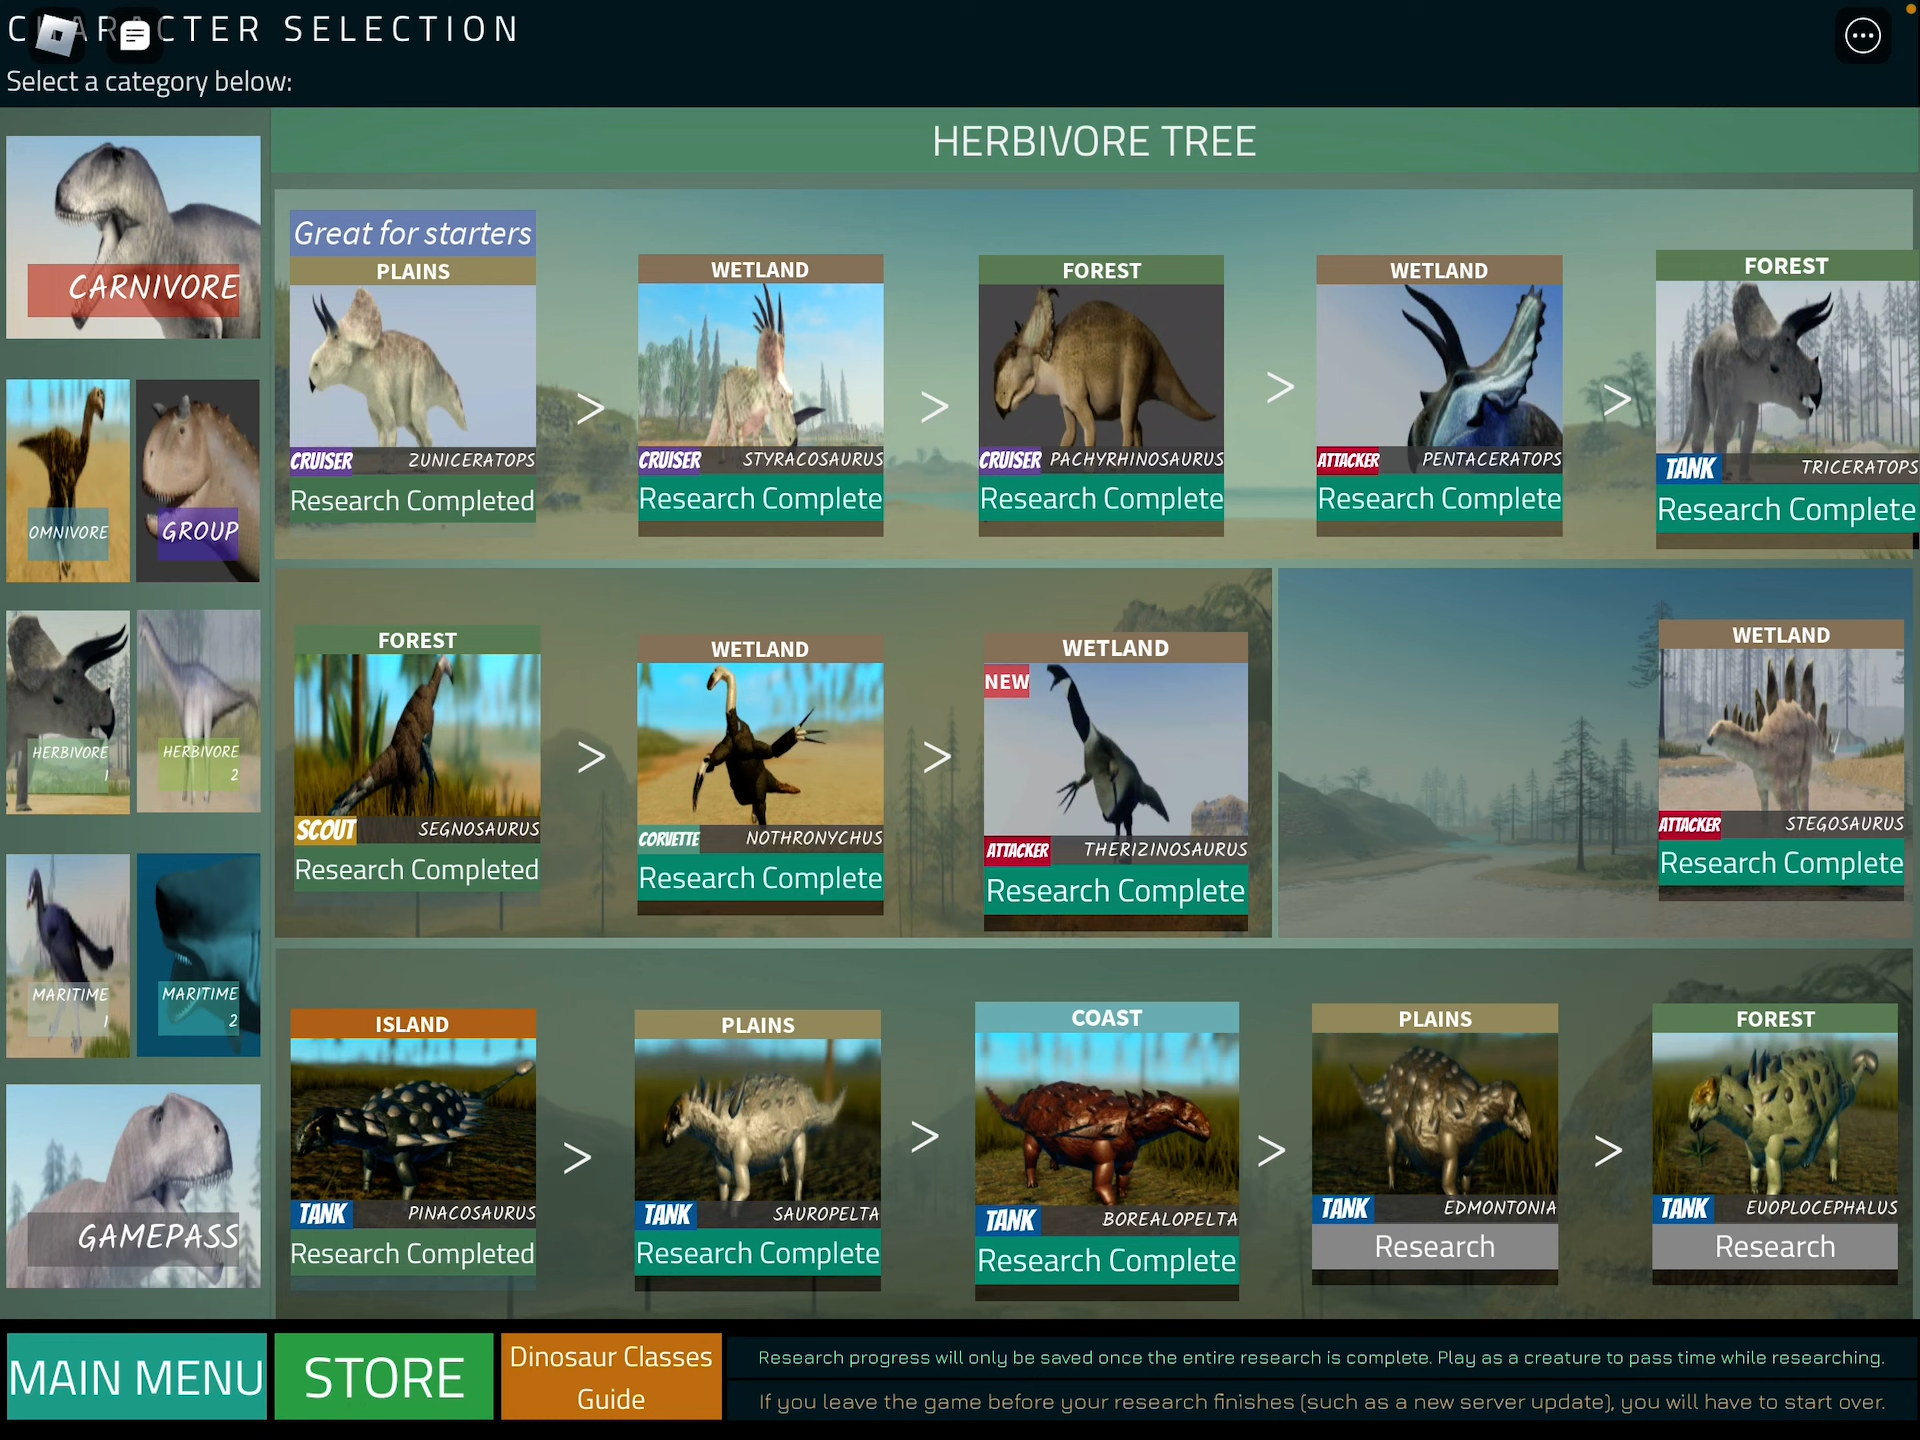 CHARACTER SELECTION
Select a category below:
HERBIVORE TREE
CARNIVORE
OMNIVORE
GROUP
HERBIVORE
1
HERBIVORE
2
MARITIME
1
MARITIME
2
GAMEPASS
Great for starters
PLAINS
CRUISER ZUNICERATOPS
Research Completed
>
WETLAND
CRUISER STYRACOSAURUS
Research Complete
>
FOREST
CRUISER PACHYRHINOSAURUS
Research Complete
>
WETLAND
ATTACKER PENTACERATOPS
Research Complete
>
FOREST
TANK TRICERATOPS
Research Complete
FOREST
SCOUT SEGNOSAURUS
Research Completed
>
WETLAND
CORVETTE NOTHRONYCHUS
Research Complete
>
WETLAND
NEW
ATTACKER THERIZINOSAURUS
Research Complete
WETLAND
ATTACKER STEGOSAURUS
Research Complete
ISLAND
TANK PINACOSAURUS
Research Completed
>
PLAINS
TANK SAUROPELTA
Research Complete
>
COAST
TANK BOREALOPELTA
Research Complete
>
PLAINS
TANK EDMONTONIA
Research
>
FOREST
TANK EUOPLOCEPHALUS
Research
MAIN MENU
STORE
Dinosaur Classes
Guide
Research progress will only be saved once the entire research is complete. Play as a creature to pass time while researching.
If you leave the game before your research finishes (such as a new server update), you will have to start over.